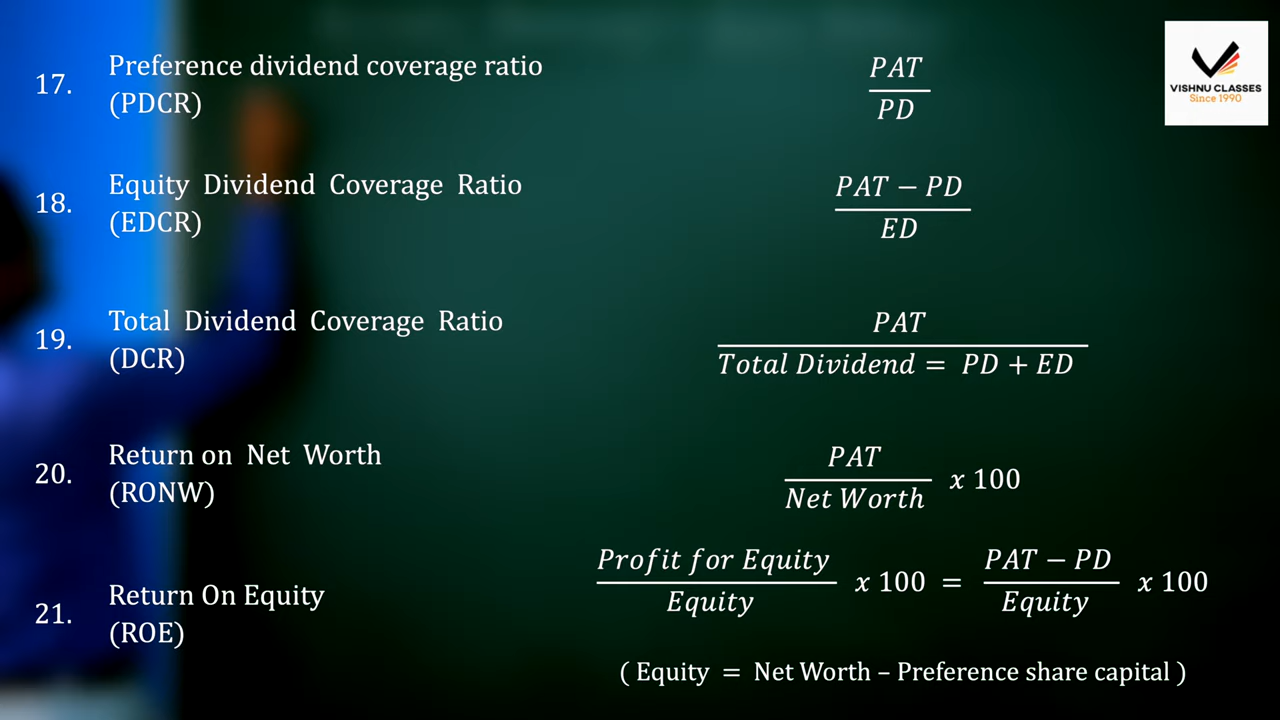 VISHNU CLASSES
Since 1990
17. Preference dividend coverage ratio
(PDCR)
PAT
PD
18. Equity Dividend Coverage Ratio
(EDCR)
PAT − PD
ED
19. Total Dividend Coverage Ratio
(DCR)
PAT
Total Dividend = PD + ED
20. Return on Net Worth
(RONW)
PAT
Net Worth x 100
21. Return On Equity
(ROE)
Profit for Equity
Equity x 100 = PAT − PD
Equity x 100
( Equity = Net Worth – Preference share capital )